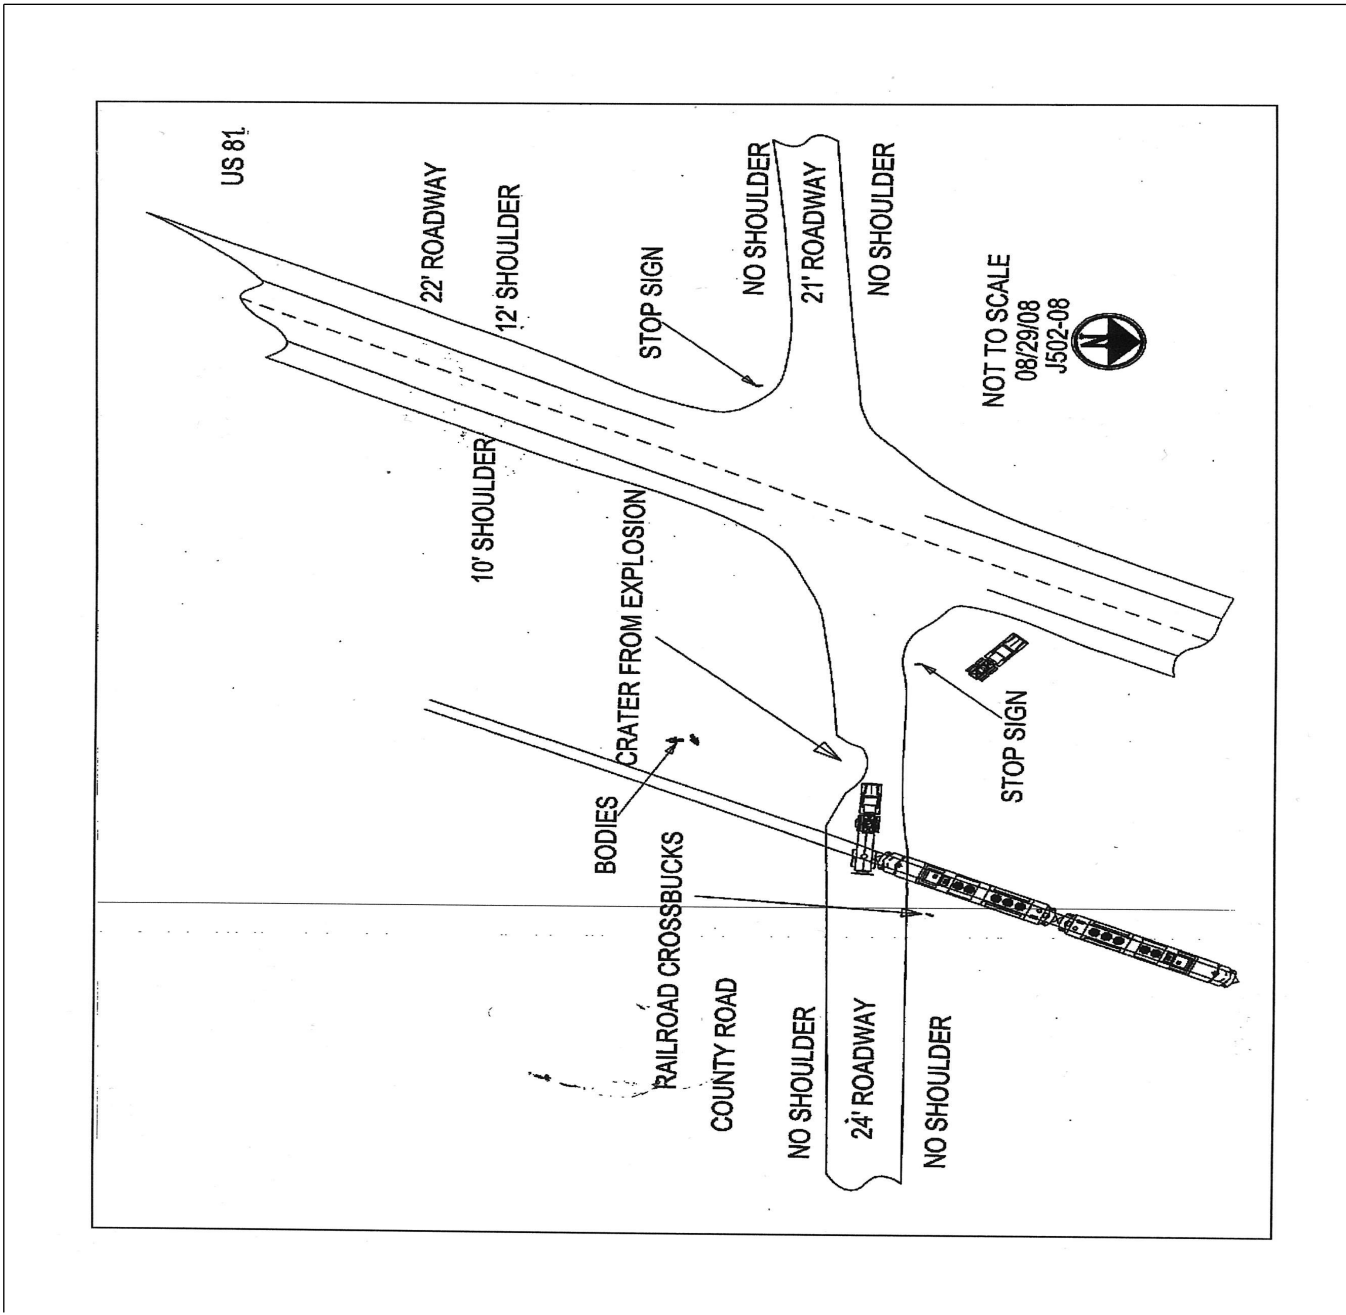 US 81
22' ROADWAY
12' SHOULDER
10' SHOULDER
STOP SIGN
NO SHOULDER
21' ROADWAY
NO SHOULDER
CRATER FROM EXPLOSION
BODIES
RAILROAD CROSSBUCKS
COUNTY ROAD
NO SHOULDER
24' ROADWAY
NO SHOULDER
STOP SIGN
NOT TO SCALE
08/29/08
J502-08
N